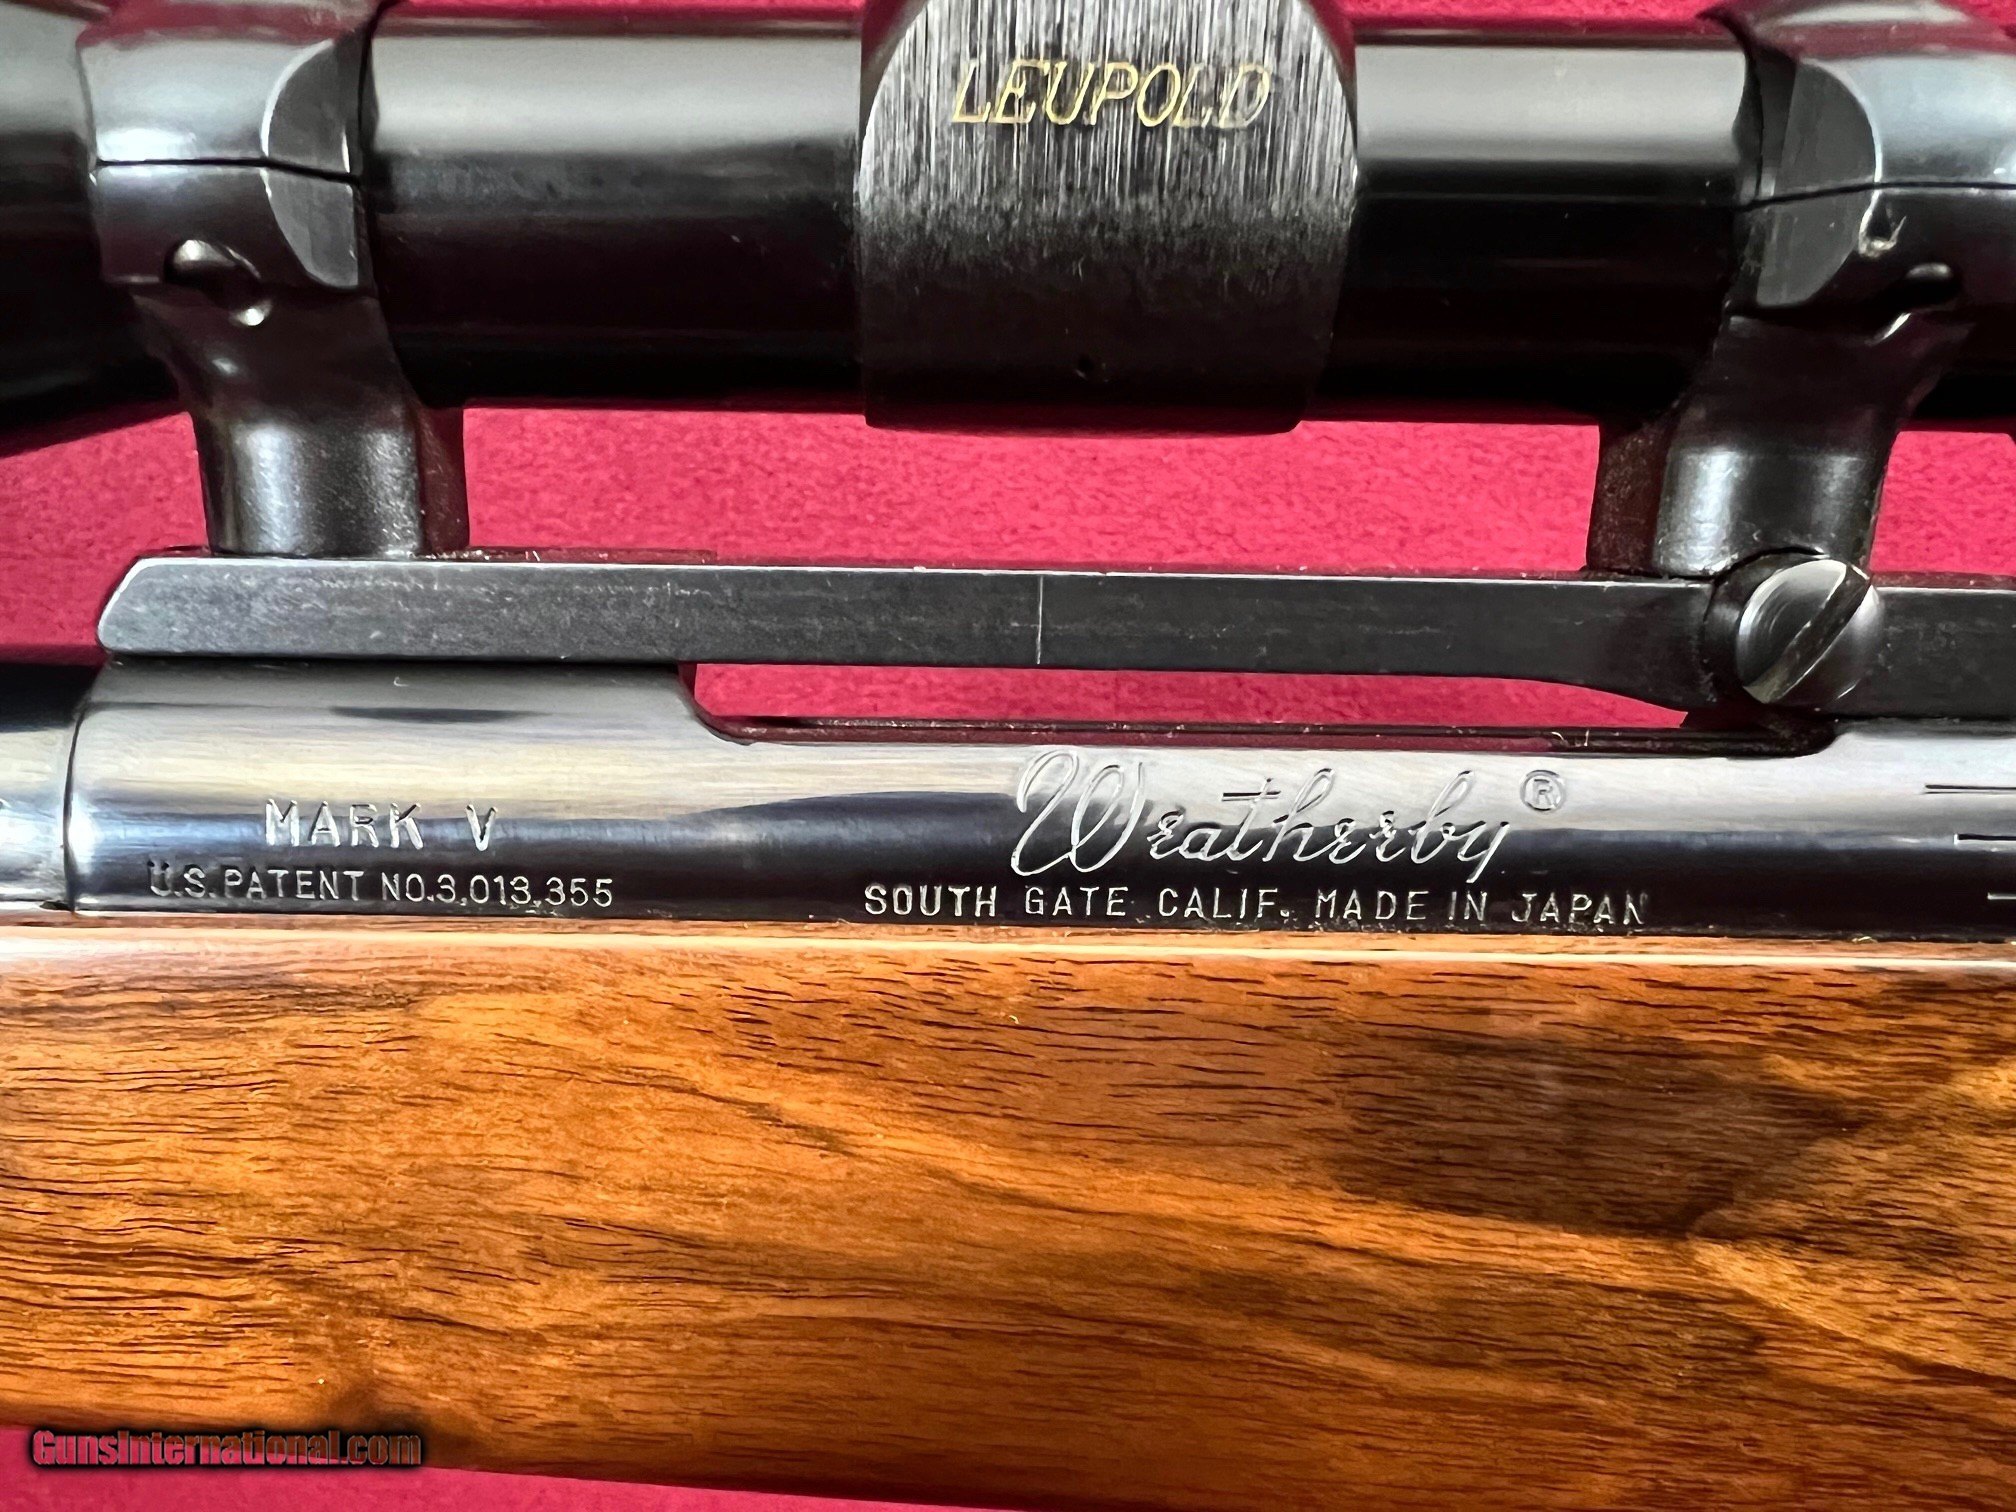 LEUPOLD
MARK V
U.S. PATENT NO. 3,013,355
Weatherby®
SOUTH GATE CALIF. MADE IN JAPAN
GunsInternational.com